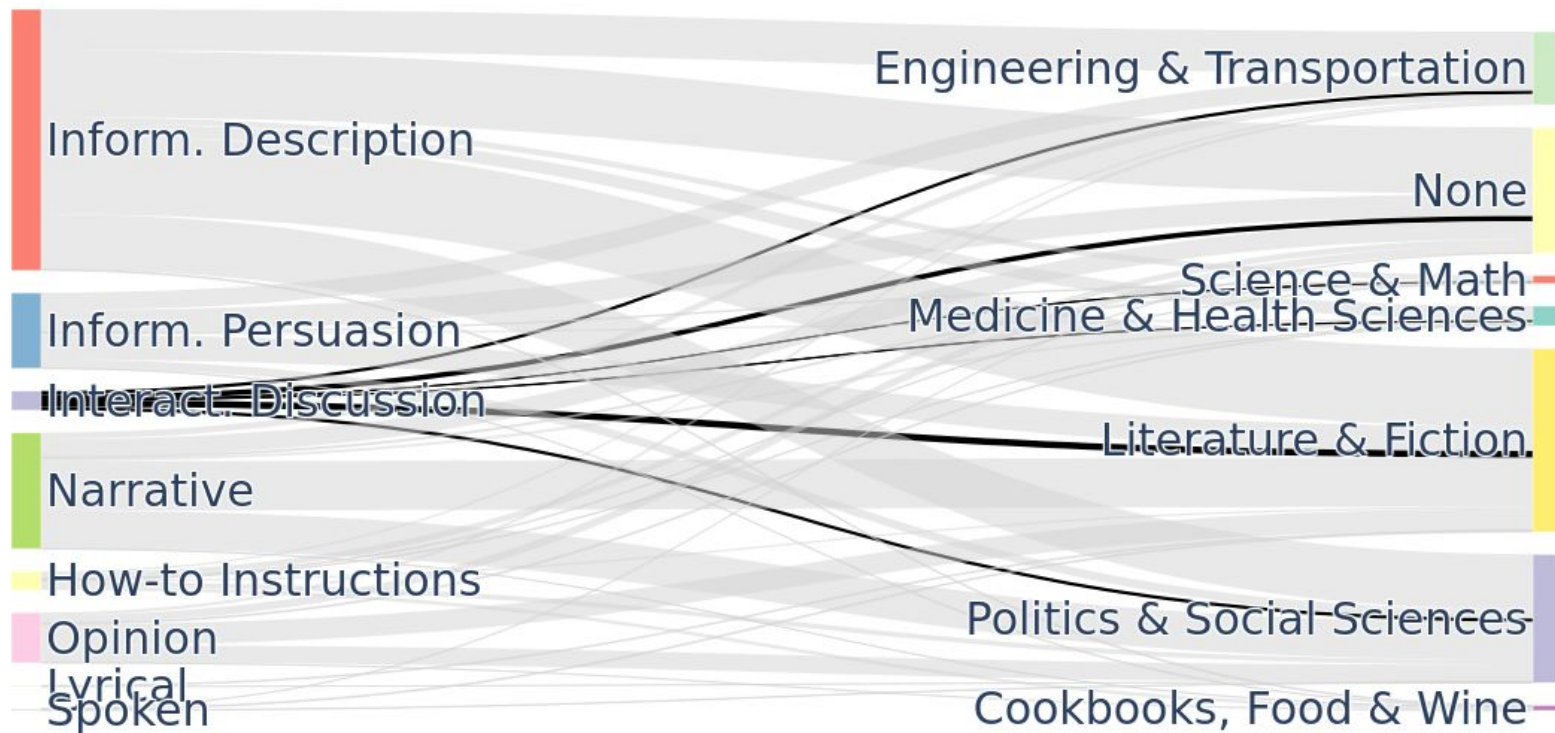 Inform. Description
Inform. Persuasion
Interact. Discussion
Narrative
How-to Instructions
Opinion
Lyrical
Spoken
Engineering & Transportation
None
Science & Math
Medicine & Health Sciences
Literature & Fiction
Politics & Social Sciences
Cookbooks, Food & Wine